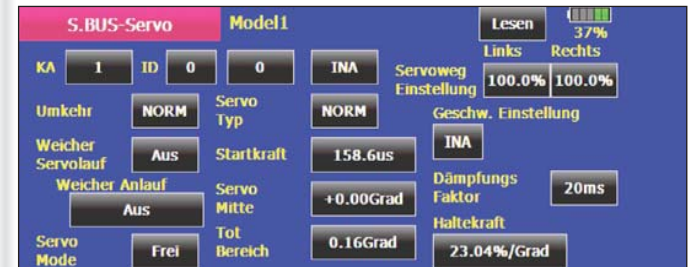 S.BUS-Servo Model1 Lesen 37%
Links Rechts
KA 1 ID 0 0 INA Servoweg Einstellung 100.0% 100.0%
Umkehr NORM Servo Typ NORM Geschw. Einstellung
INA
Weicher Servolauf Aus Startkraft 158.6us
Weicher Anlauf
Aus
Servo Mitte +0.00Grad Dämpfungs Faktor 20ms
Haltekraft
Servo Mode Frei Tot Bereich 0.16Grad 23.04%/Grad